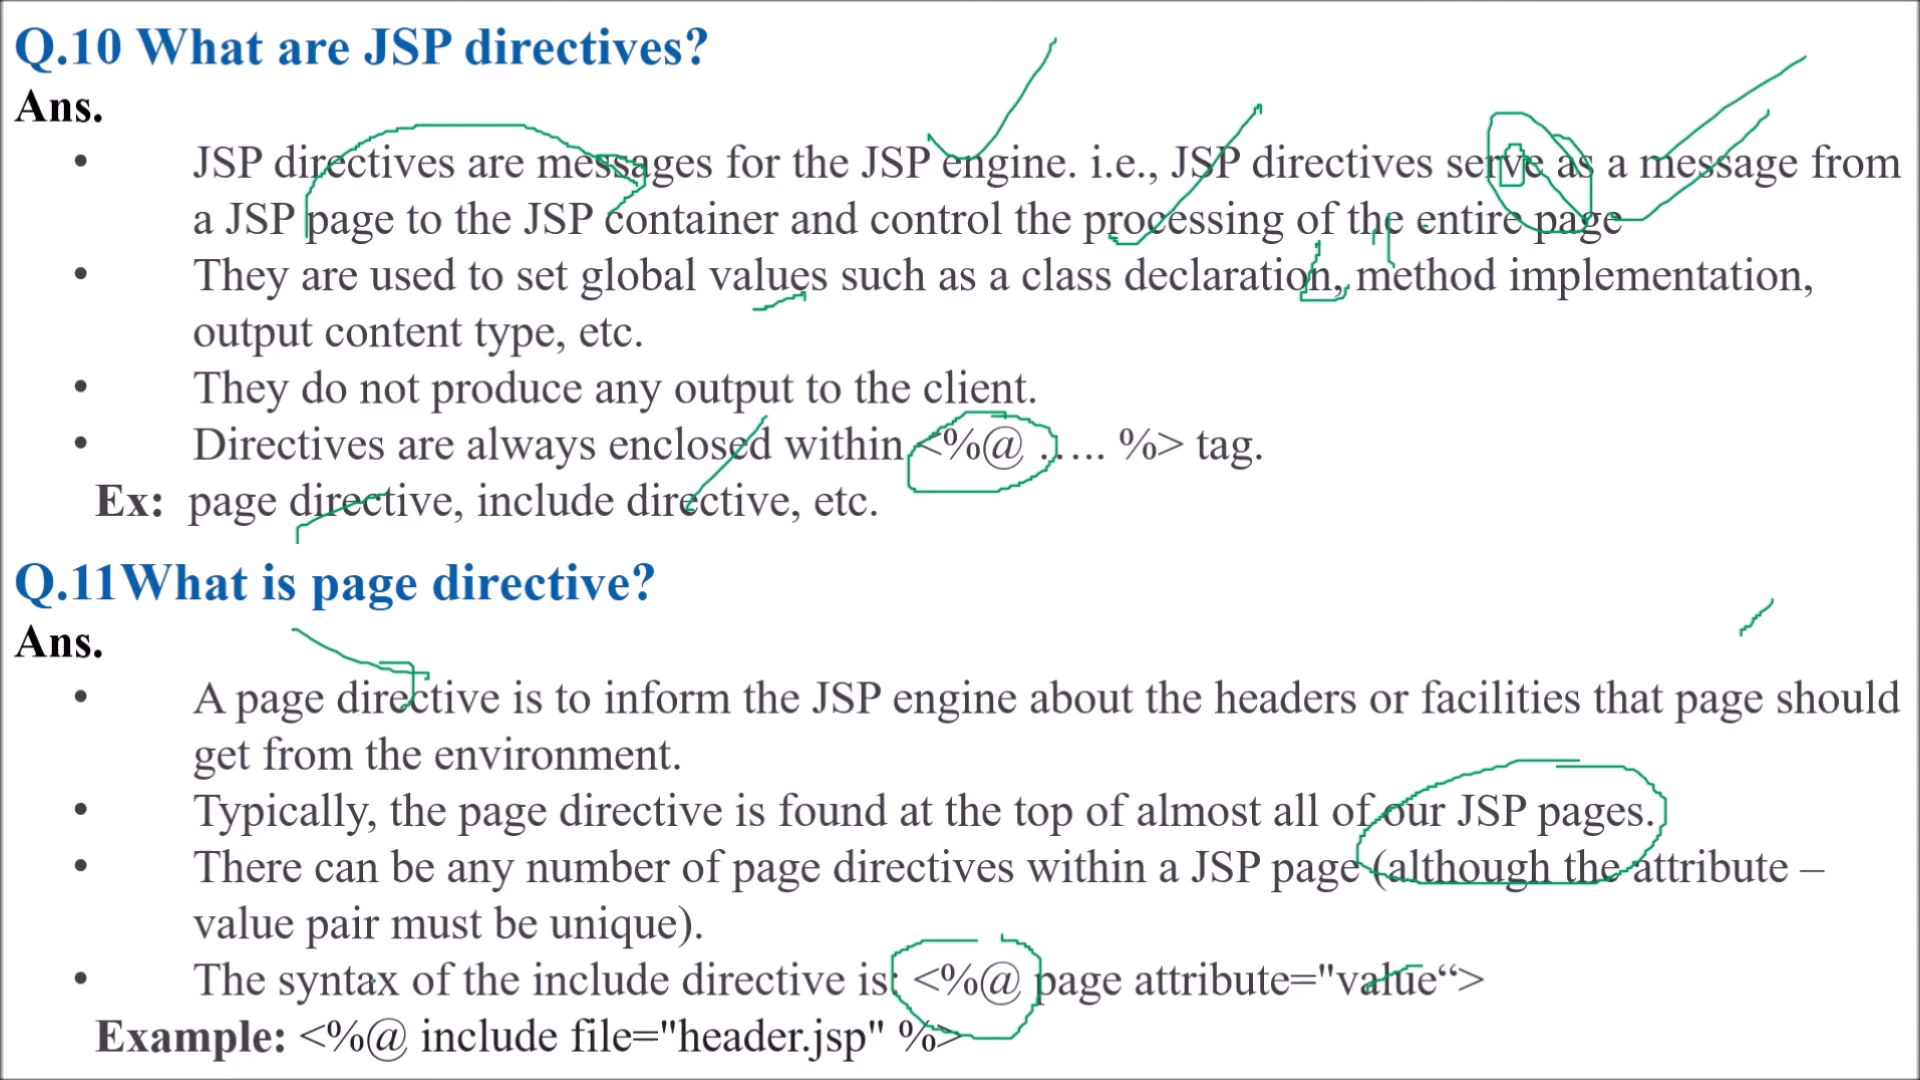 Q.10 What are JSP directives?
Ans.
• JSP directives are messages for the JSP engine. i.e., JSP directives serve as a message from
a JSP page to the JSP container and control the processing of the entire page
• They are used to set global values such as a class declaration, method implementation,
output content type, etc.
• They do not produce any output to the client.
• Directives are always enclosed within <%@ ..... %> tag.
Ex: page directive, include directive, etc.
Q.11What is page directive?
Ans.
• A page directive is to inform the JSP engine about the headers or facilities that page should
get from the environment.
• Typically, the page directive is found at the top of almost all of our JSP pages.
• There can be any number of page directives within a JSP page (although the attribute –
value pair must be unique).
• The syntax of the include directive is: <%@ page attribute="value“>
Example: <%@ include file="header.jsp" %>